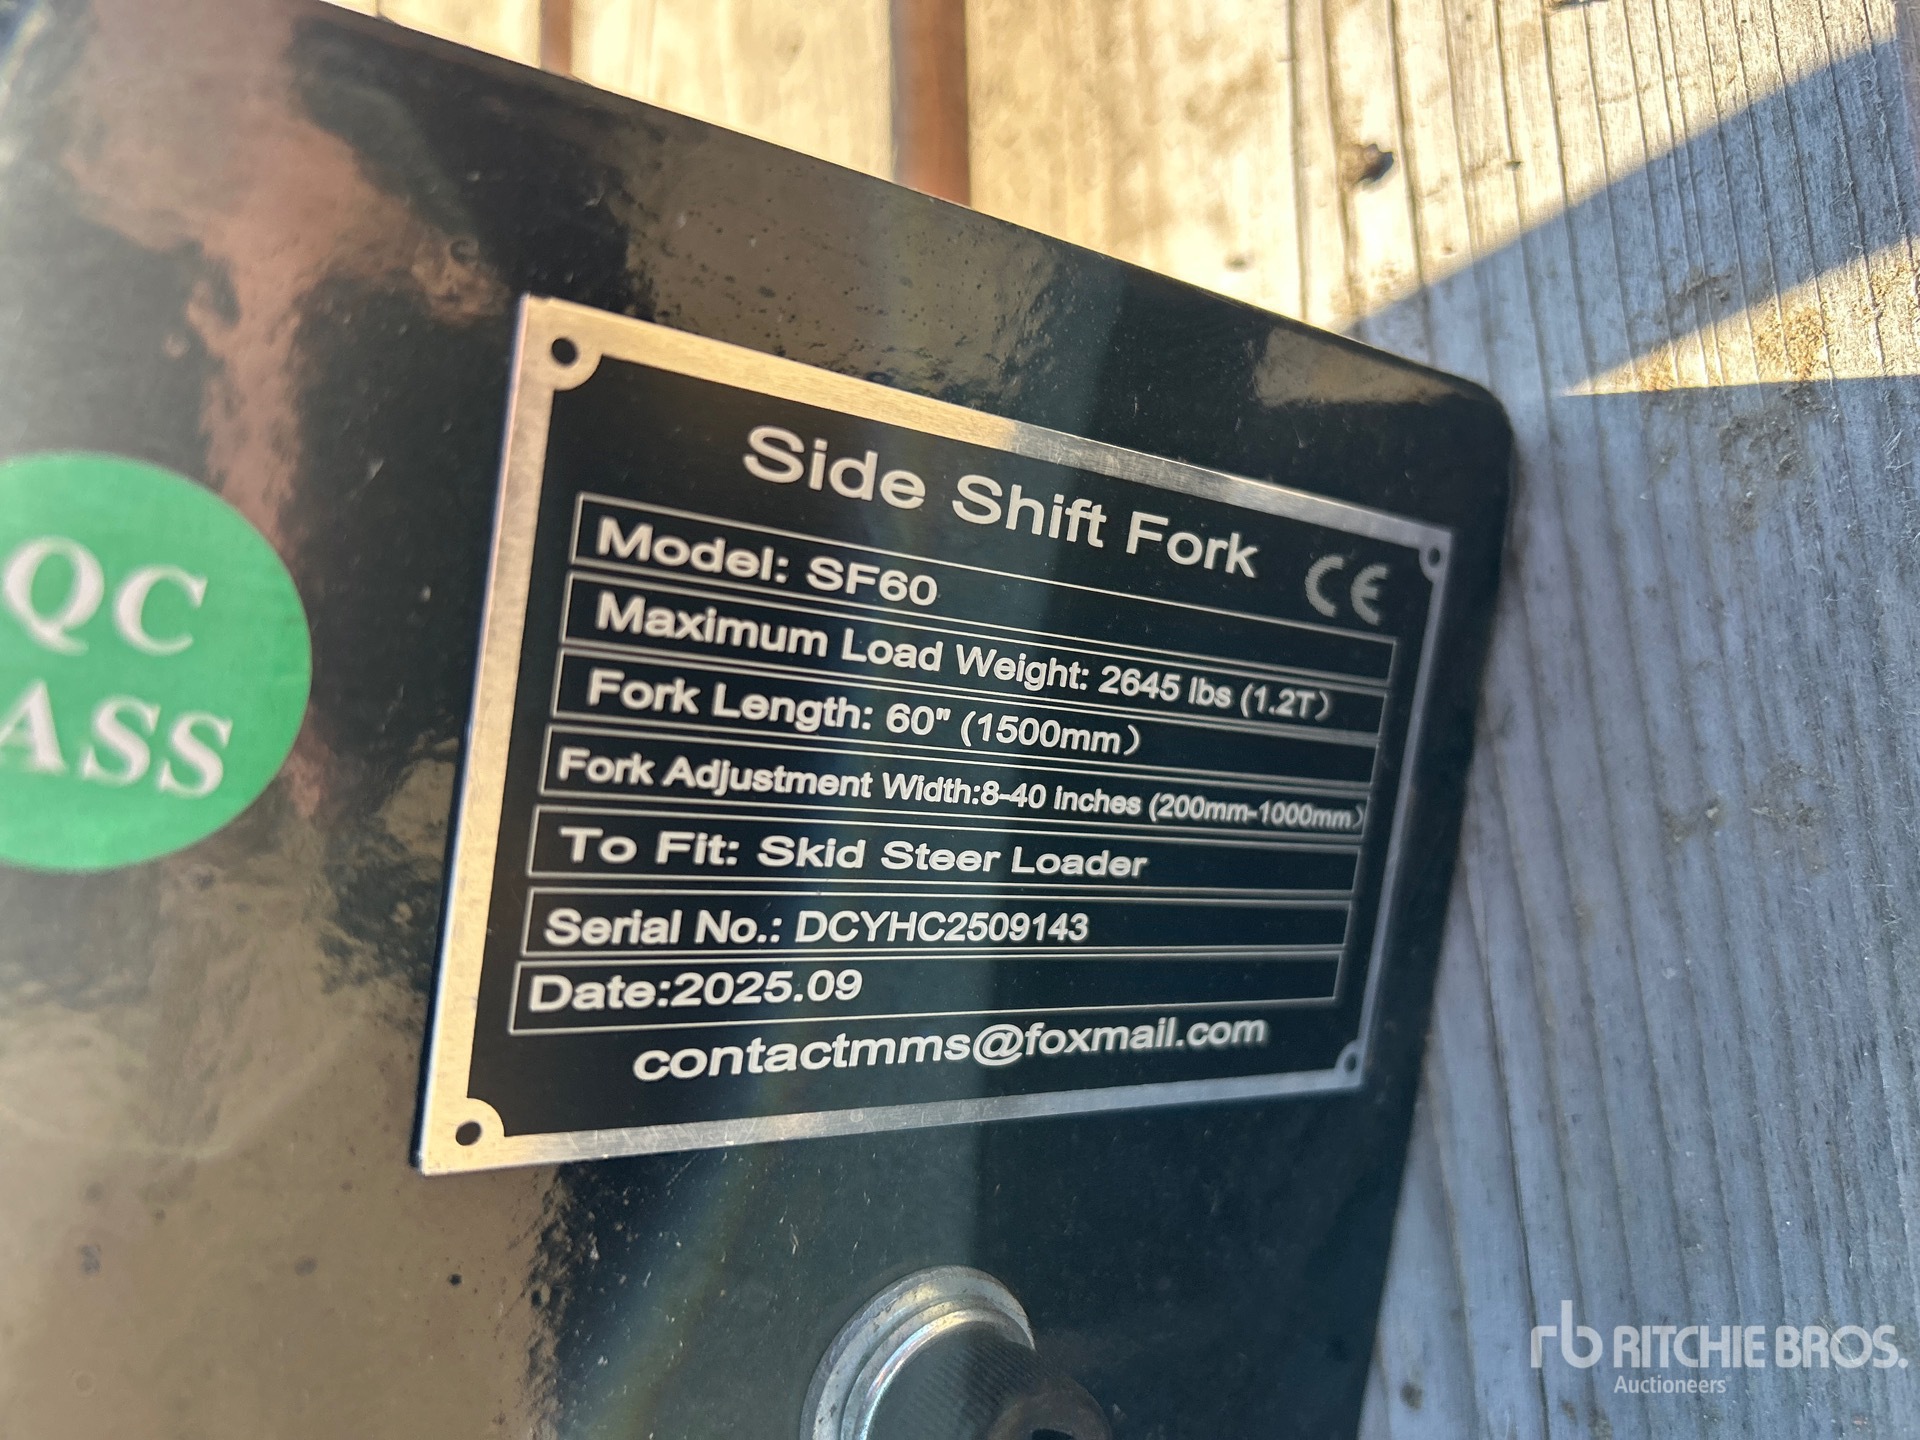 QC
ASS
Side Shift Fork
CE
Model: SF60
Maximum Load Weight: 2645 lbs (1.2T)
Fork Length: 60" (1500mm)
Fork Adjustment Width:8-40 inches (200mm-1000mm)
To Fit: Skid Steer Loader
Serial No.: DCYHC2509143
Date:2025.09
contactmms@foxmail.com
rb RITCHIE BROS.
Auctioneers